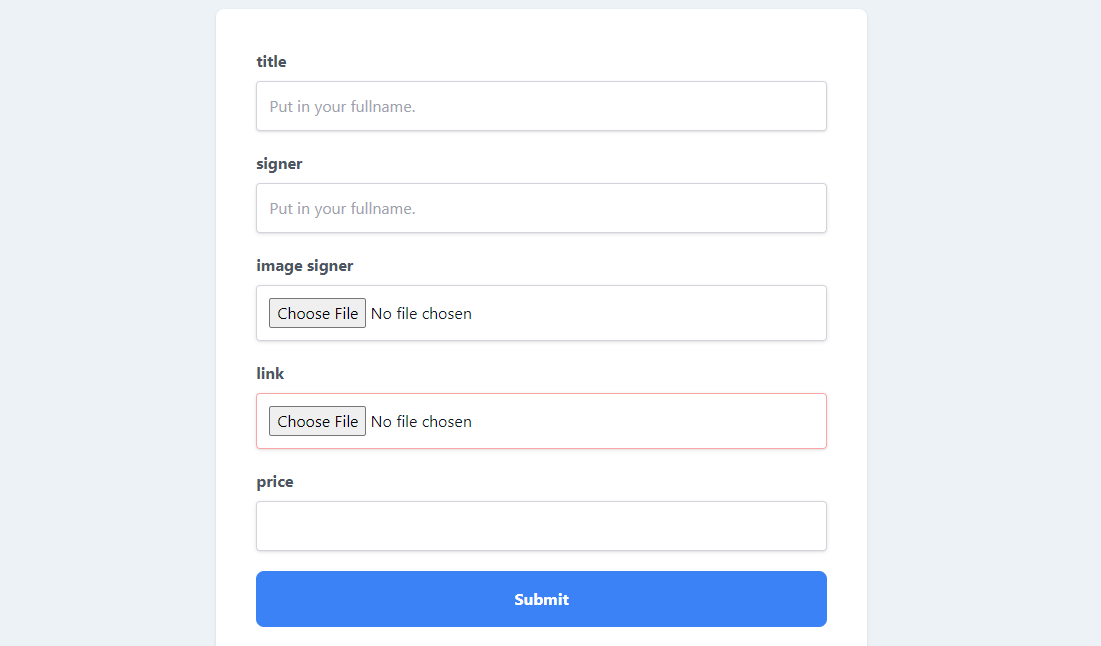 title
Put in your fullname.
signer
Put in your fullname.
image signer
Choose File No file chosen
link
Choose File No file chosen
price
Submit